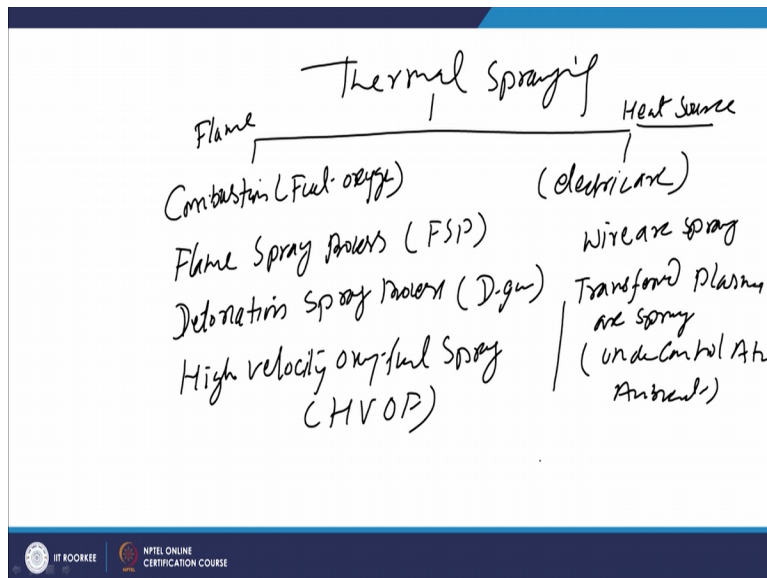 Thermal Spraying
Flame
Heat Source
Combustion (Fuel-oxygen)
(electric arc)
Flame Spray Process (FSP)
Wire arc spray
Detonation Spray Process (D-gun)
Transferred Plasma
arc spray
High velocity oxy-fuel Spray
(HVOF)
(under Control At
IIT ROORKEE
NPTEL ONLINE
CERTIFICATION COURSE